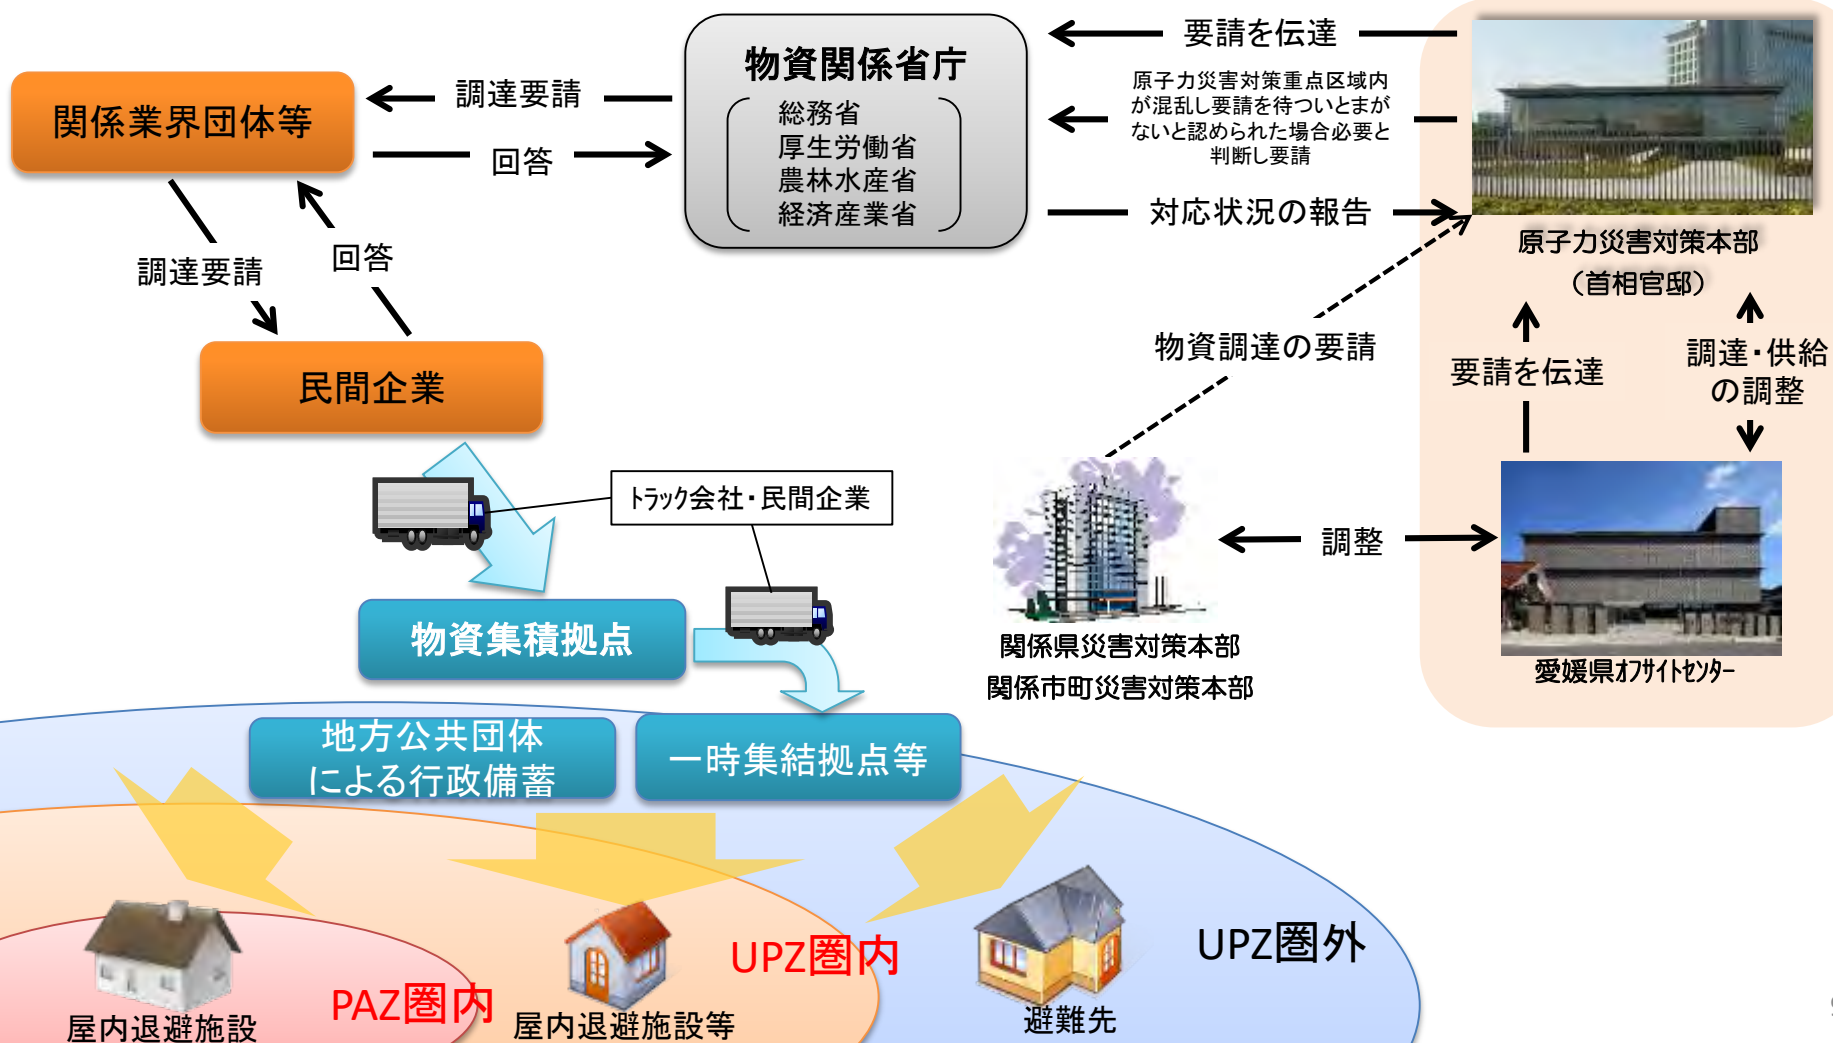 物資関係省庁
総務省
厚生労働省
農林水産省
経済産業省
要請を伝達
原子力災害対策重点区域内
が混乱し要請を待ついとまが
ないと認められた場合必要と
判断し要請
対応状況の報告
原子力災害対策本部
（首相官邸）
関係業界団体等
調達要請
回答
調達要請
回答
民間企業
物資調達の要請
要請を伝達
調達・供給
の調整
トラック会社・民間企業
調整
物資集積拠点
関係県災害対策本部
関係市町災害対策本部
愛媛県オフサイトセンター
地方公共団体
による行政備蓄
一時集結拠点等
UPZ圏外
UPZ圏内
PAZ圏内
屋内退避施設
屋内退避施設等
避難先